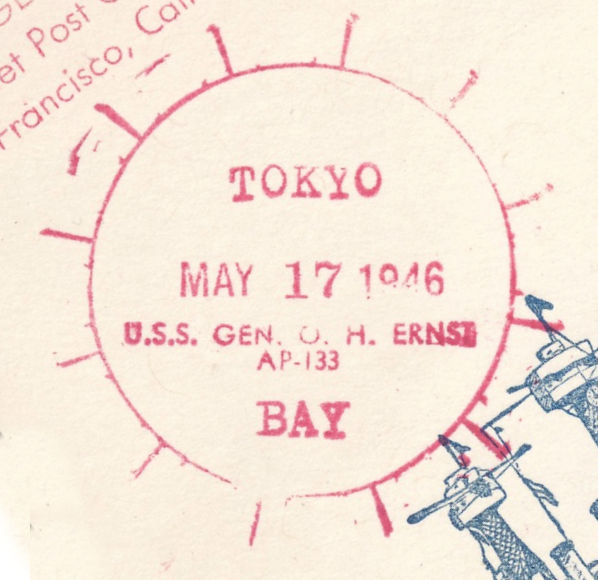 et Post
Francisco, Cal
TOKYO
MAY 17 1946
U.S.S. GEN. O. H. ERNST
AP-133
BAY